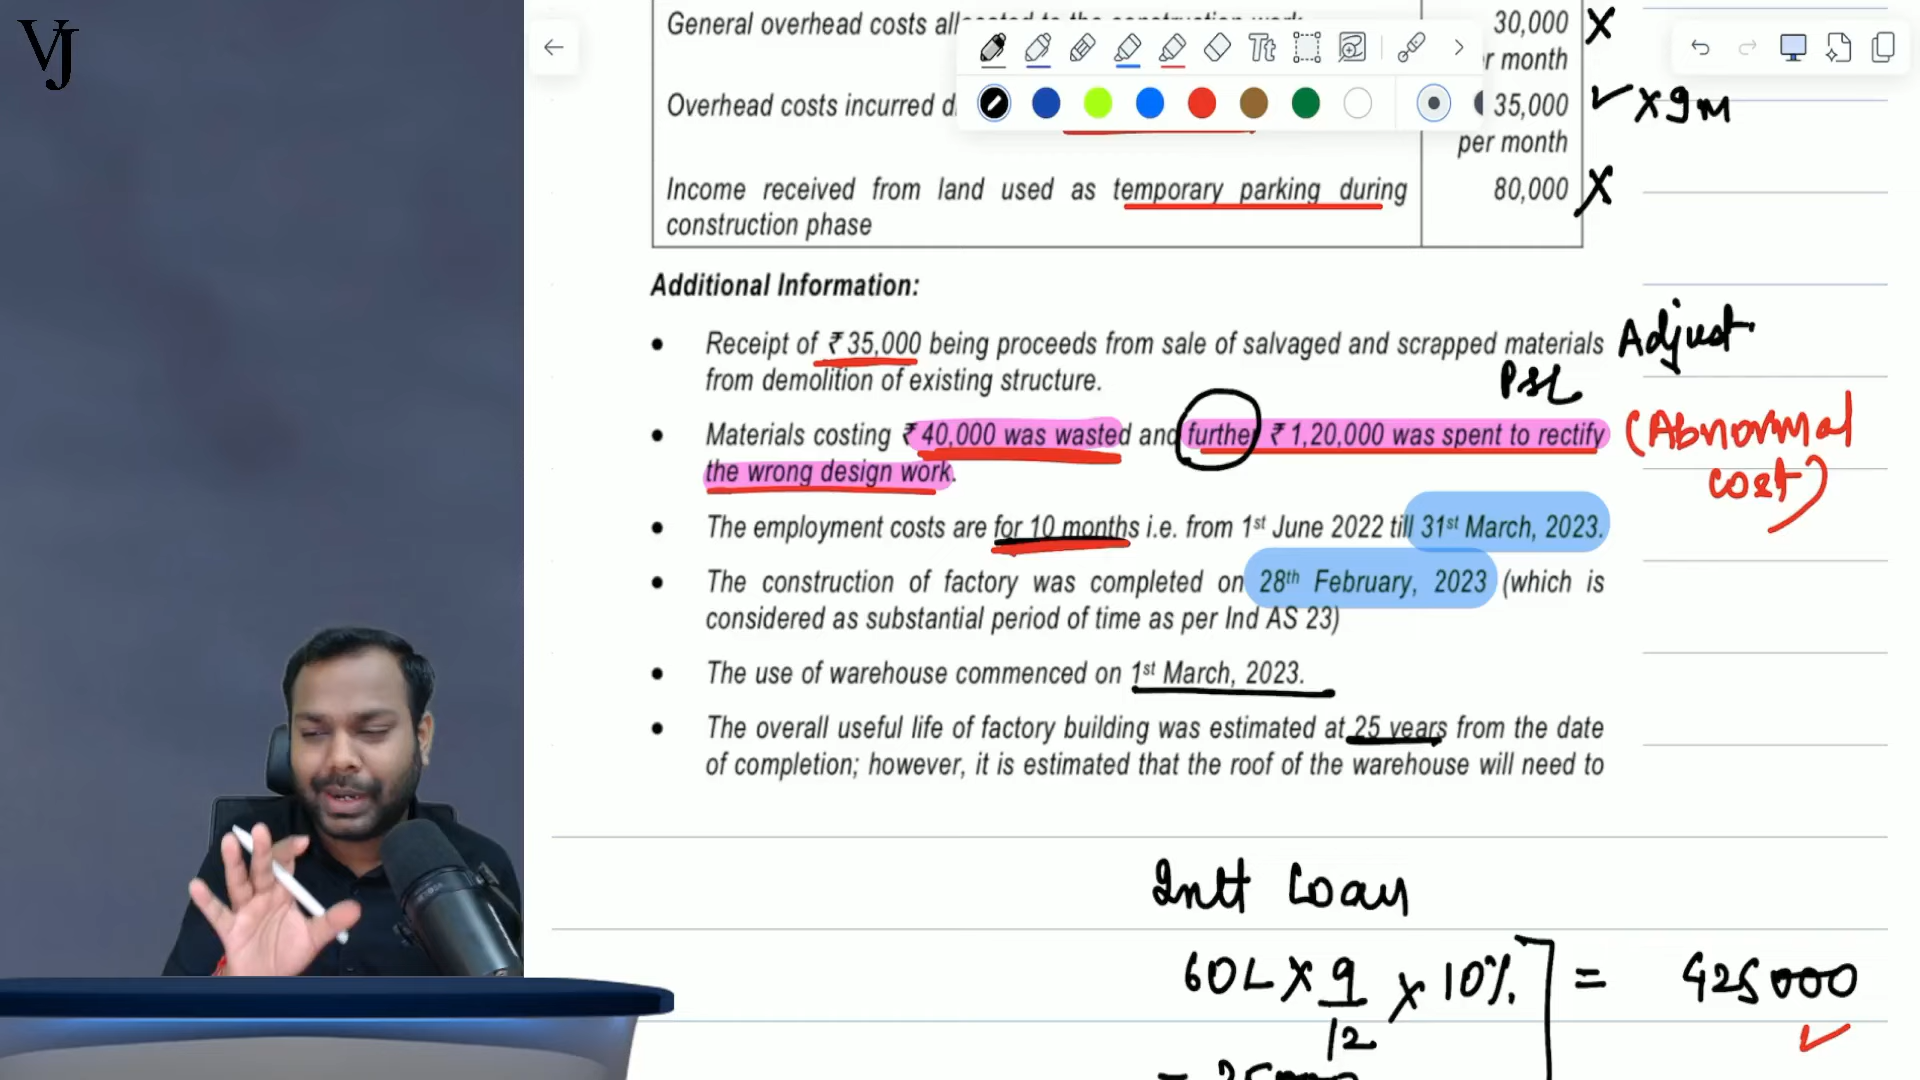 VJ
General overhead costs
30,000
per month
X
Overhead costs incurred
35,000
per month
✓ X 9m
Income received from land used as temporary parking during
construction phase
80,000
X
Tt
Additional Information:
• Receipt of ₹ 35,000 being proceeds from sale of salvaged and scrapped materials
from demolition of existing structure.
Adjust.
P&L
• Materials costing ₹ 40,000 was wasted and further ₹ 1,20,000 was spent to rectify
the wrong design work.
(Abnormal
Cost)
• The employment costs are for 10 months i.e. from 1st June 2022 till 31st March, 2023.
• The construction of factory was completed on 28th February, 2023 (which is
considered as substantial period of time as per Ind AS 23)
• The use of warehouse commenced on 1st March, 2023.
• The overall useful life of factory building was estimated at 25 years from the date
of completion; however, it is estimated that the roof of the warehouse will need to
Intt Loan
60L X 9/12 X 10% ] = 425000
✓